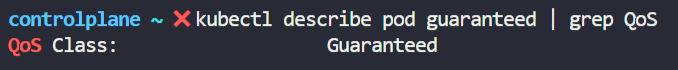 controlplane ~ ❌ kubectl describe pod guaranteed | grep QoS
QoS Class:                   Guaranteed